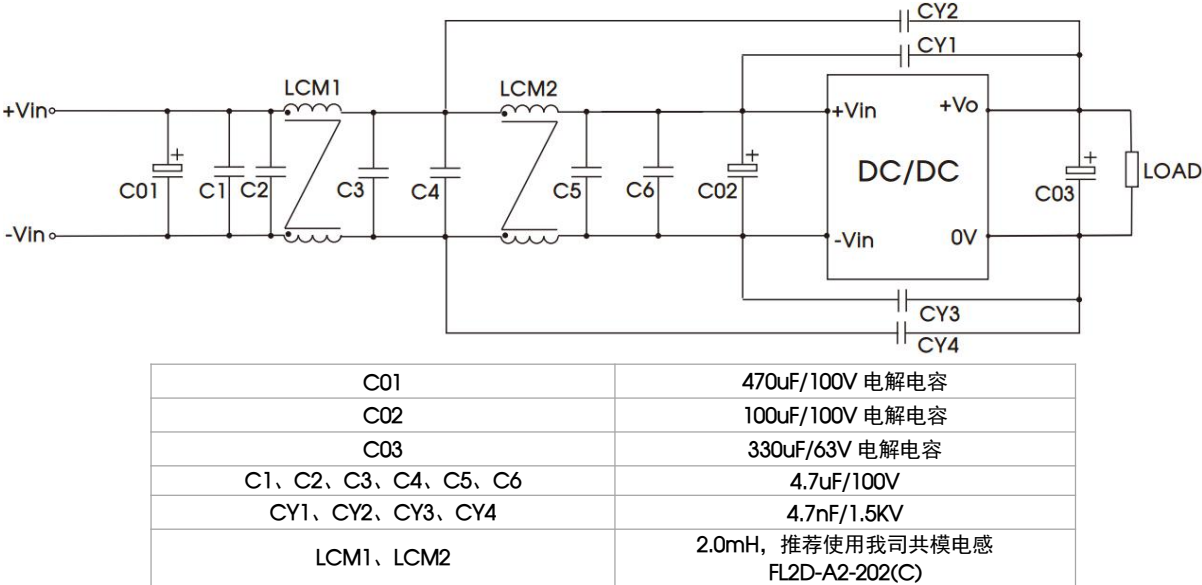 CY2
CY1
LCM1
LCM2
+Vin
+Vin
+Vo
C01
+
C1
C2
C3
C4
C5
C6
C02
+
DC/DC
C03
+
LOAD
-Vin
-Vin
0V
CY3
CY4
C01 470uF/100V 电解电容
C02 100uF/100V 电解电容
C03 330uF/63V 电解电容
C1、C2、C3、C4、C5、C6 4.7uF/100V
CY1、CY2、CY3、CY4 4.7nF/1.5KV
LCM1、LCM2 2.0mH，推荐使用我司共模电感
FL2D-A2-202(C)